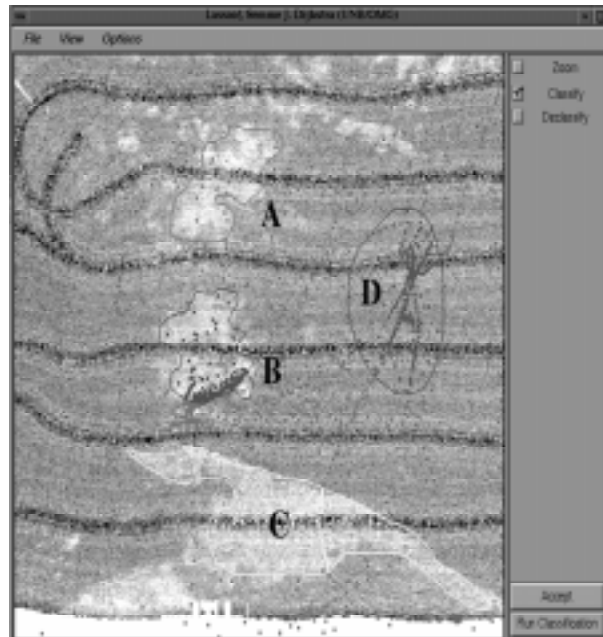 File View Options
Zoom
Classify
Declassify
A
D
B
C
Accept
Run Classification